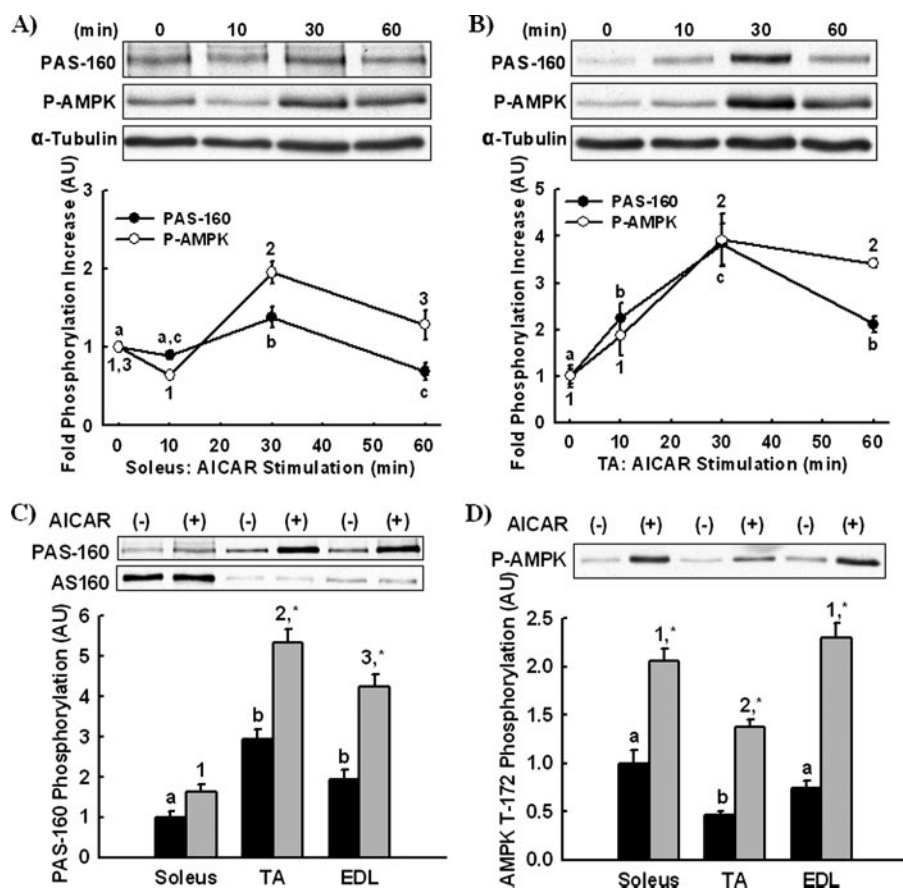 A)
(min) 0 10 30 60
PAS-160
P-AMPK
α-Tubulin
Fold Phosphorylation Increase (AU)
3
2
1
0
PAS-160
P-AMPK
a
1,3
a,c
1
2
b
3
c
0 10 20 30 40 50 60
Soleus: AICAR Stimulation (min)
B)
(min) 0 10 30 60
PAS-160
P-AMPK
α-Tubulin
Fold Phosphorylation Increase (AU)
5
4
3
2
1
0
PAS-160
P-AMPK
a
1
b
1
2
c
2
b
0 10 20 30 40 50 60
TA: AICAR Stimulation (min)
C)
AICAR (-) (+) (-) (+) (-) (+)
PAS-160
AS160
PAS-160 Phosphorylation (AU)
6
5
4
3
2
1
0
a
1
b
2,*
b
3,*
Soleus TA EDL
D)
AICAR (-) (+) (-) (+) (-) (+)
P-AMPK
AMPK T-172 Phosphorylation (AU)
2.5
2.0
1.5
1.0
0.5
0.0
a
1,*
b
2,*
a
1,*
Soleus TA EDL